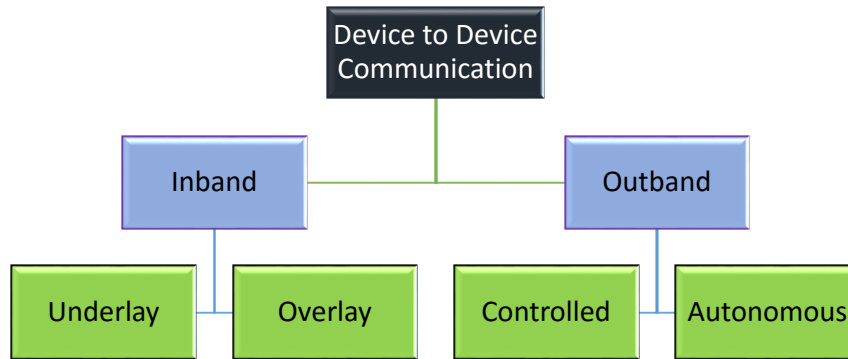 Device to Device
Communication
Inband
Outband
Underlay
Overlay
Controlled
Autonomous